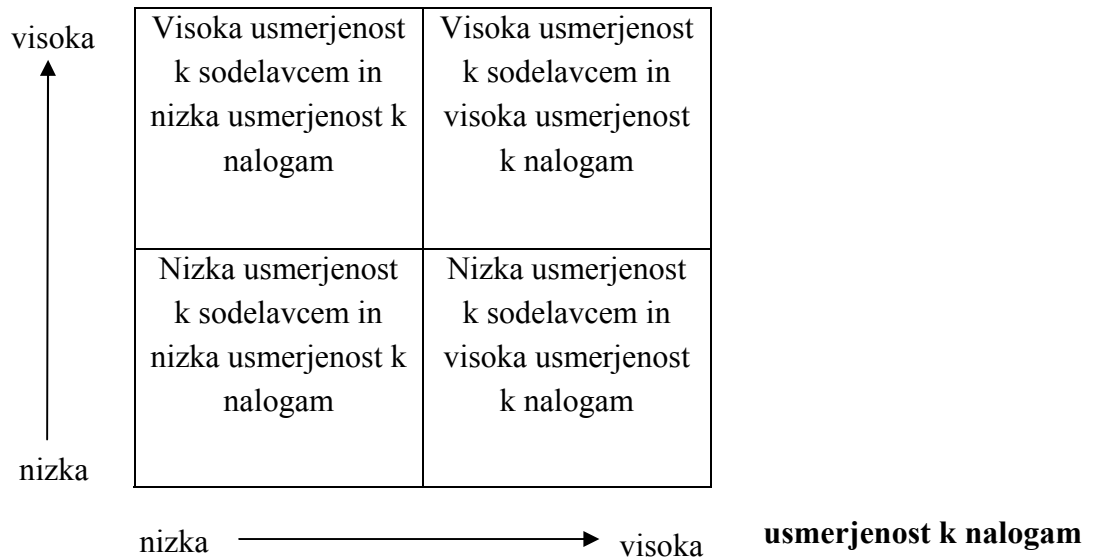 visoka
Visoka usmerjenost
k sodelavcem in
nizka usmerjenost k
nalogam
Visoka usmerjenost
k sodelavcem in
visoka usmerjenost
k nalogam
Nizka usmerjenost
k sodelavcem in
nizka usmerjenost k
nalogam
Nizka usmerjenost
k sodelavcem in
visoka usmerjenost
k nalogam
nizka
nizka
visoka
usmerjenost k nalogam